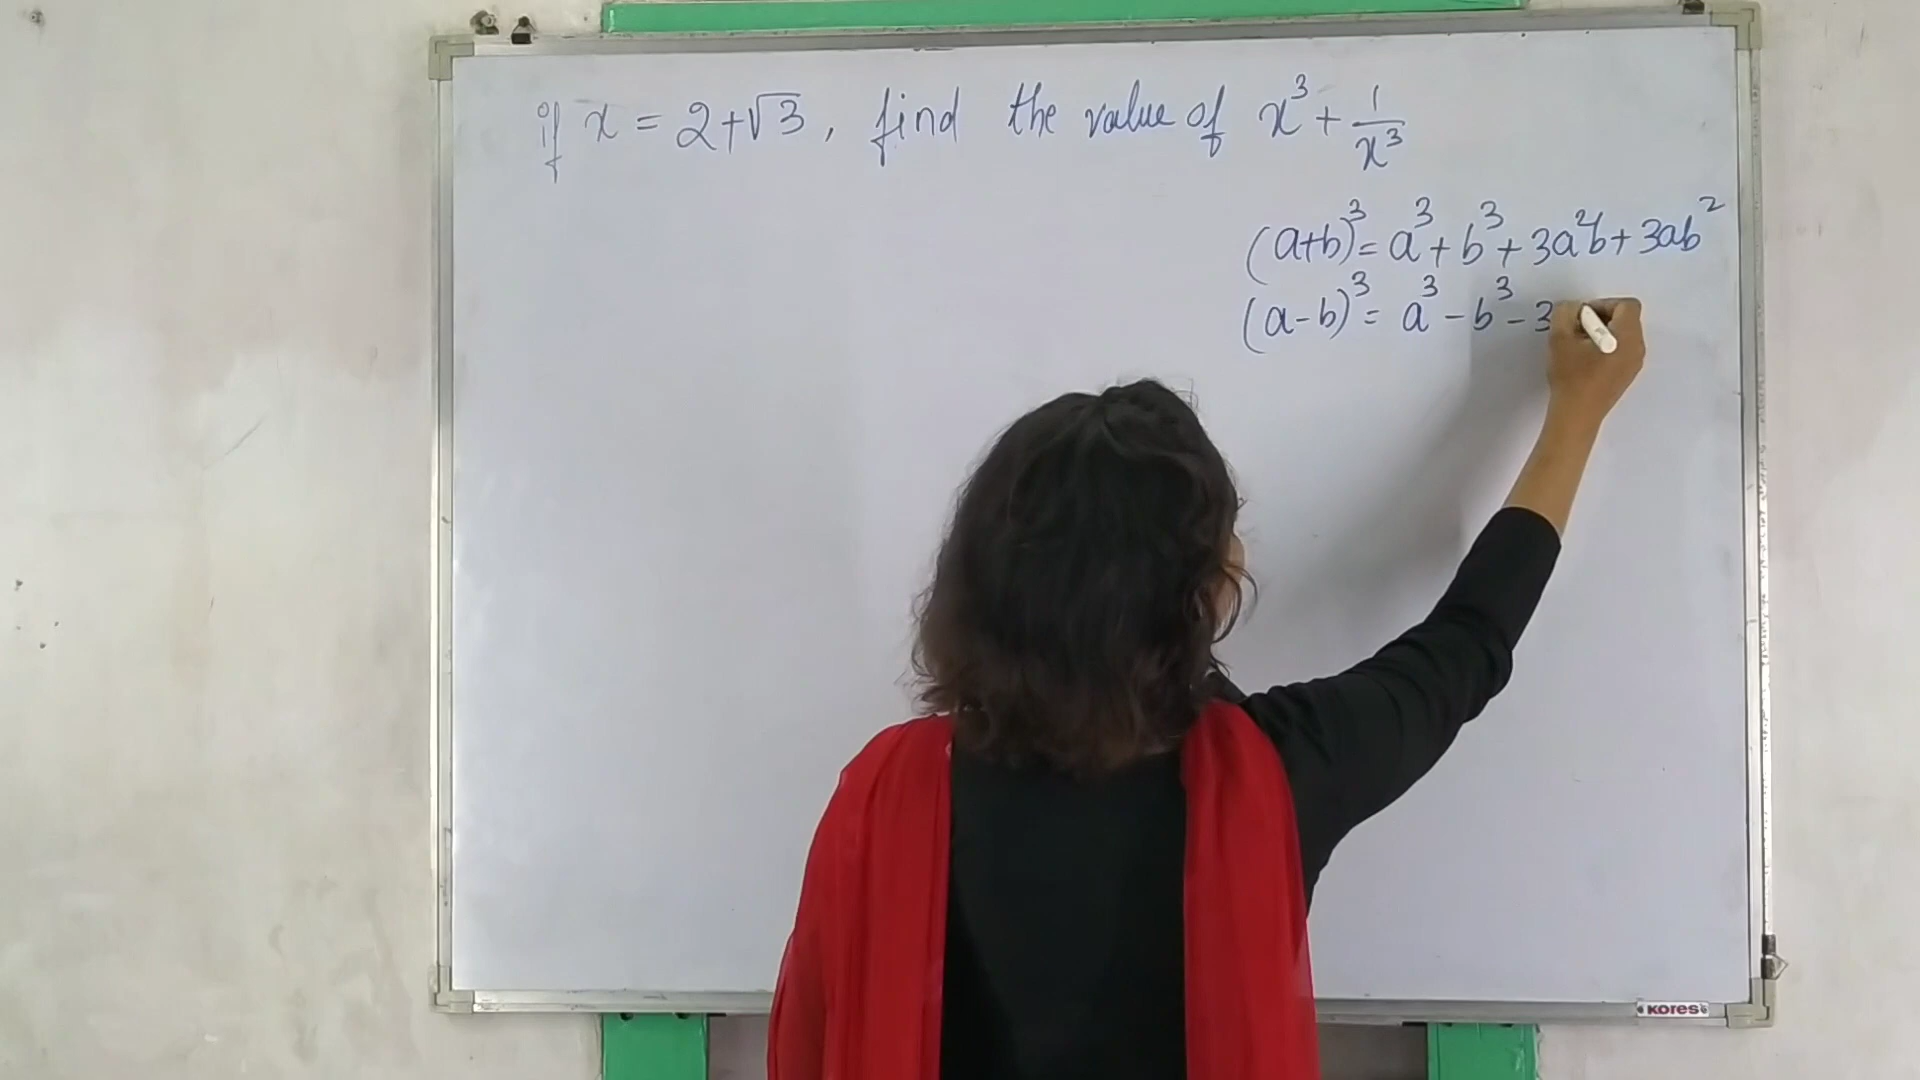 if x = 2+√3, find the value of x³ + 1/x³
(a+b)³ = a³ + b³ + 3a²b + 3ab²
(a-b)³ = a³ - b³ - 3
KORES